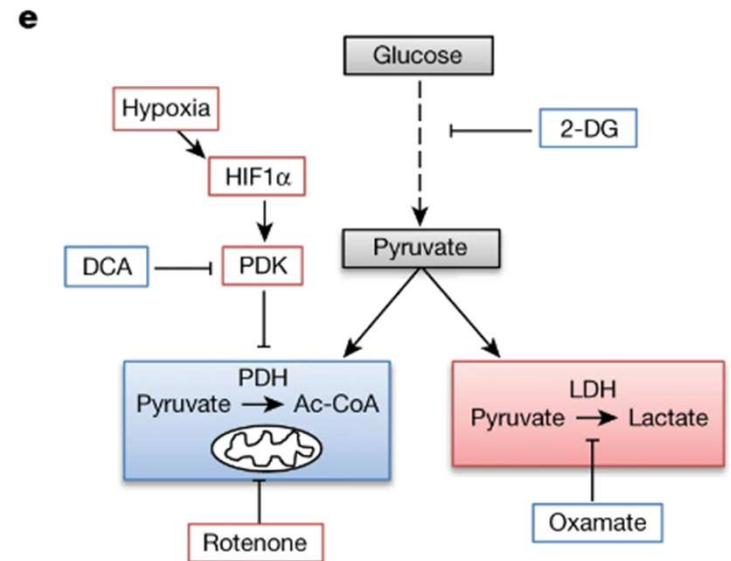 e
Glucose
Hypoxia
2-DG
HIF1α
Pyruvate
DCA
PDK
PDH
Pyruvate Ac-CoA
LDH
Pyruvate Lactate
Oxamate
Rotenone